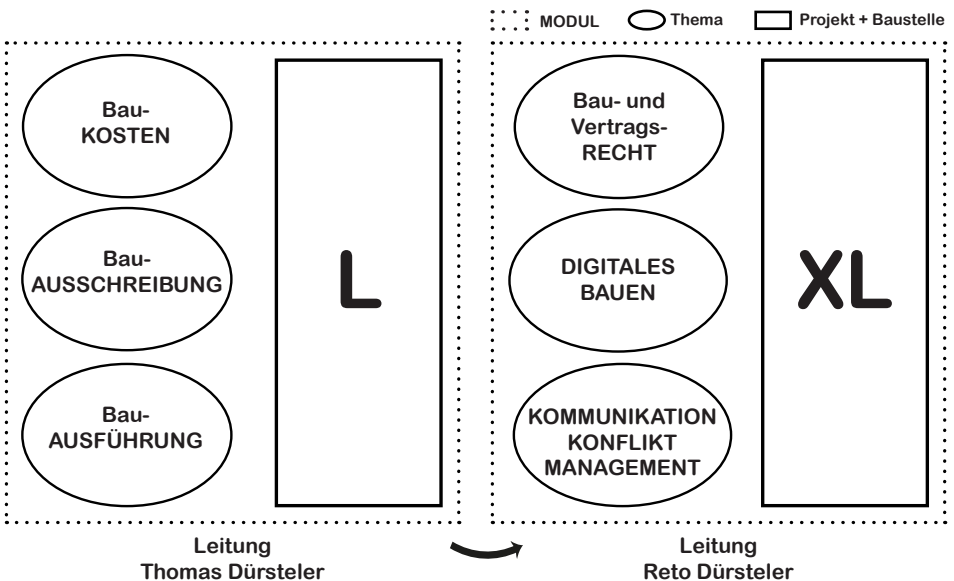 MODUL Thema Projekt + Baustelle
Bau-
KOSTEN
Bau-
AUSSCHREIBUNG
Bau-
AUSFÜHRUNG
L
Leitung
Thomas Dürsteler
Bau- und
Vertrags-
RECHT
DIGITALES
BAUEN
KOMMUNIKATION
KONFLIKT
MANAGEMENT
XL
Leitung
Reto Dürsteler